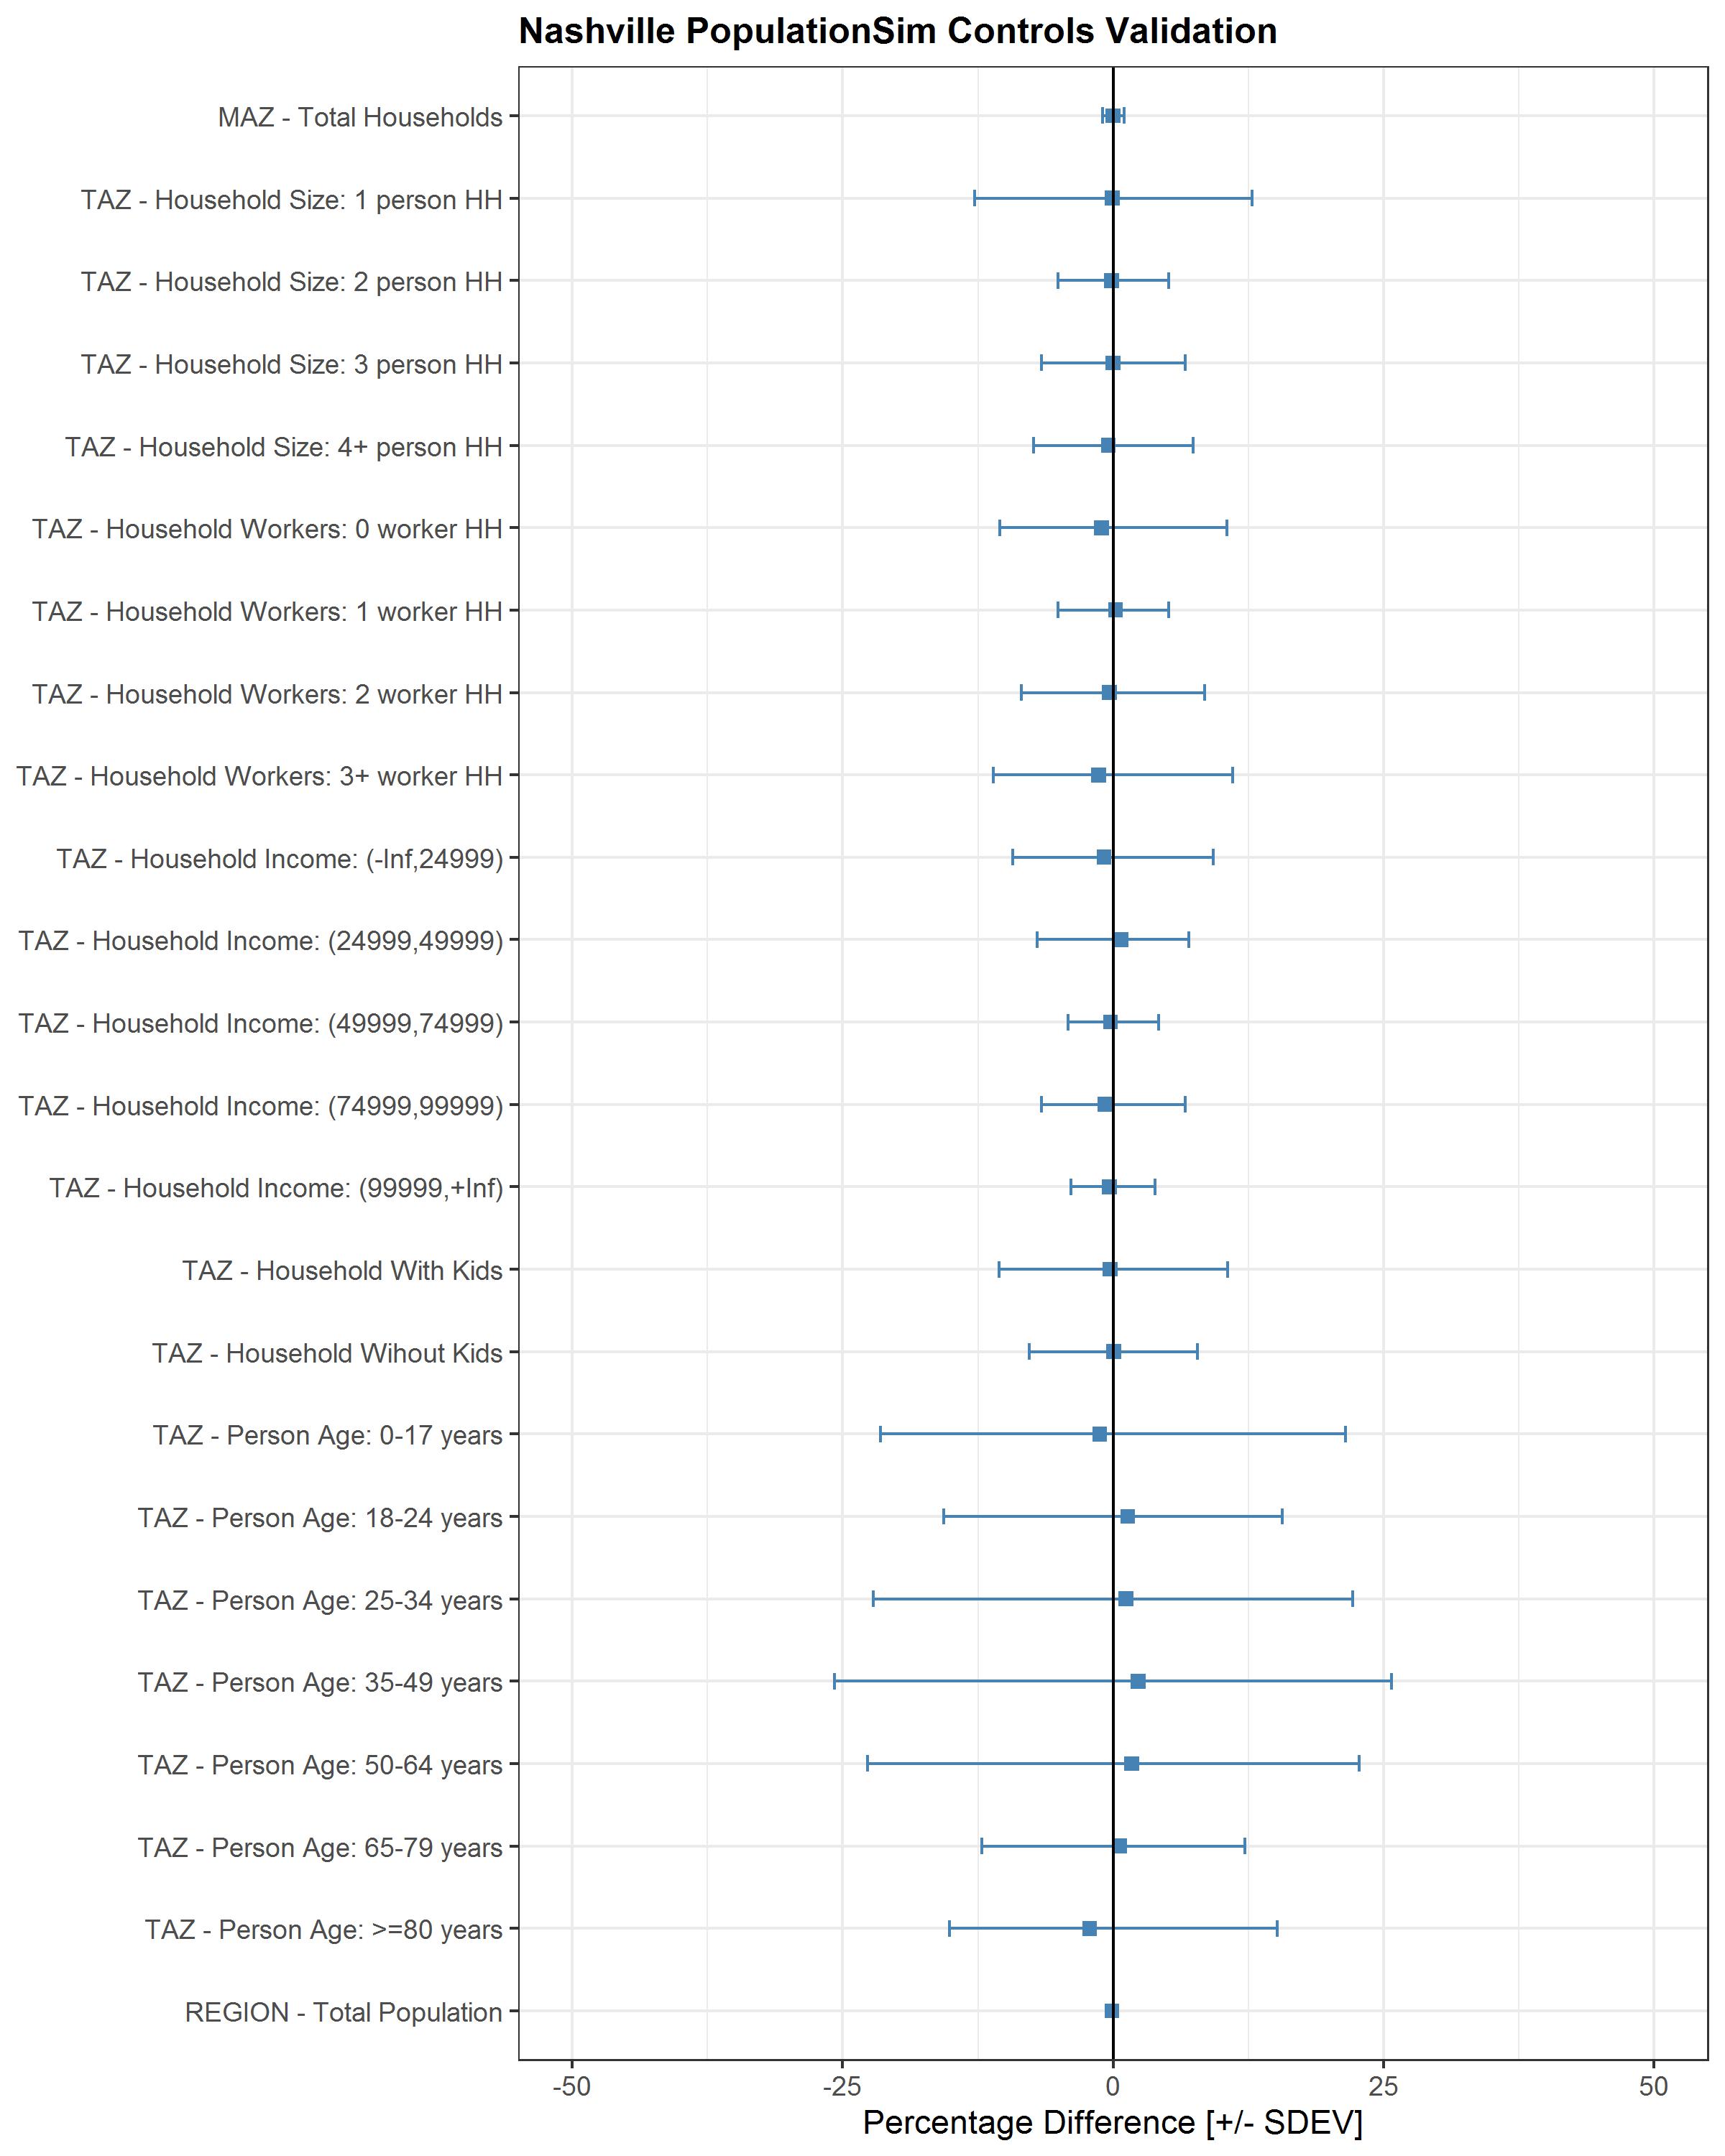 Nashville PopulationSim Controls Validation
MAZ - Total Households
TAZ - Household Size: 1 person HH
TAZ - Household Size: 2 person HH
TAZ - Household Size: 3 person HH
TAZ - Household Size: 4+ person HH
TAZ - Household Workers: 0 worker HH
TAZ - Household Workers: 1 worker HH
TAZ - Household Workers: 2 worker HH
TAZ - Household Workers: 3+ worker HH
TAZ - Household Income: (-Inf,24999)
TAZ - Household Income: (24999,49999)
TAZ - Household Income: (49999,74999)
TAZ - Household Income: (74999,99999)
TAZ - Household Income: (99999,+Inf)
TAZ - Household With Kids
TAZ - Household Wihout Kids
TAZ - Person Age: 0-17 years
TAZ - Person Age: 18-24 years
TAZ - Person Age: 25-34 years
TAZ - Person Age: 35-49 years
TAZ - Person Age: 50-64 years
TAZ - Person Age: 65-79 years
TAZ - Person Age: >=80 years
REGION - Total Population
-50 -25 0 25 50
Percentage Difference [+/- SDEV]